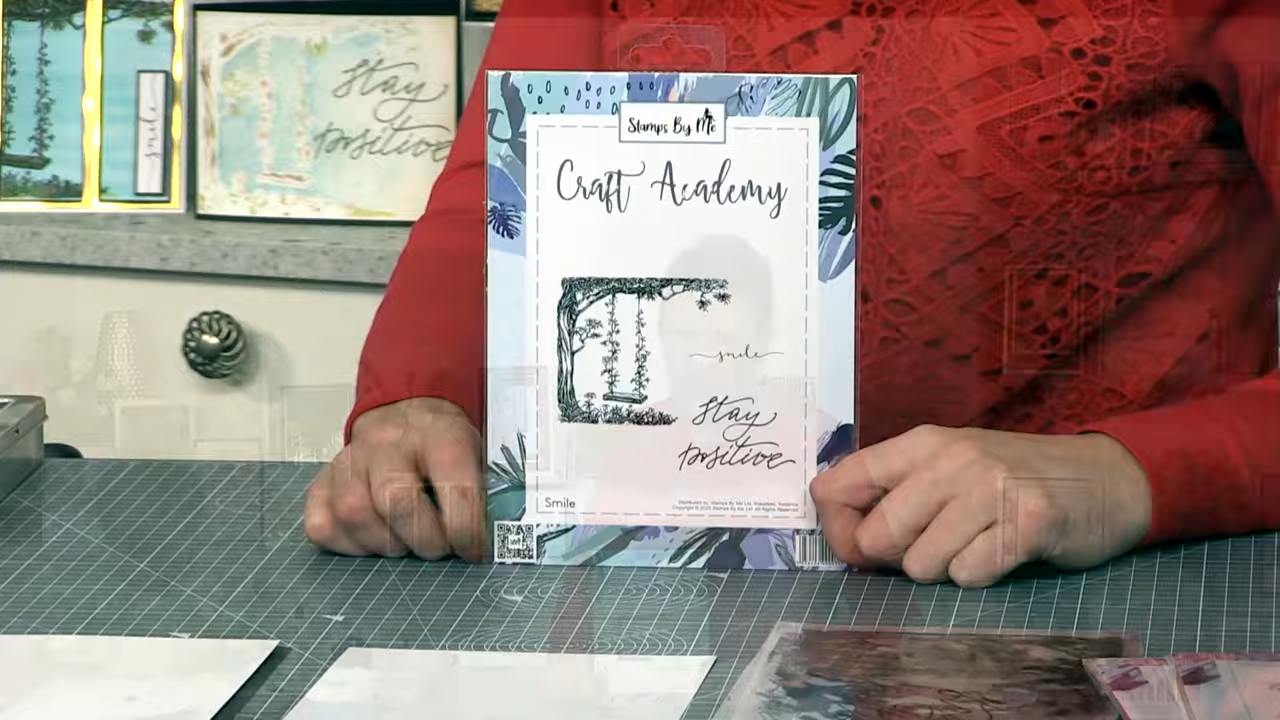 Stay
positive
smile
Stamps By Me
Craft Academy
smile
Stay
positive
Smile